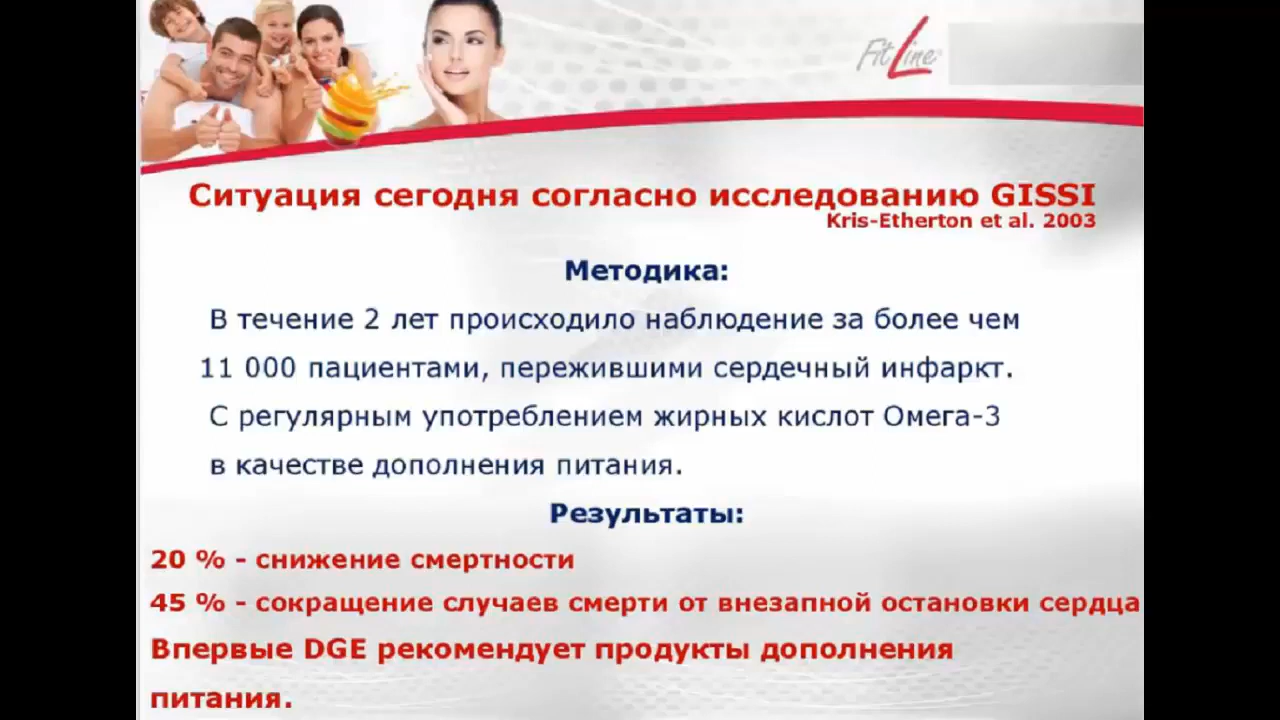 FitLine
Ситуация сегодня согласно исследованию GISSI
Kris-Etherton et al. 2003
Методика:
В течение 2 лет происходило наблюдение за более чем
11 000 пациентами, пережившими сердечный инфаркт.
С регулярным употреблением жирных кислот Омега-3
в качестве дополнения питания.
Результаты:
20 % - снижение смертности
45 % - сокращение случаев смерти от внезапной остановки сердца
Впервые DGE рекомендует продукты дополнения
питания.